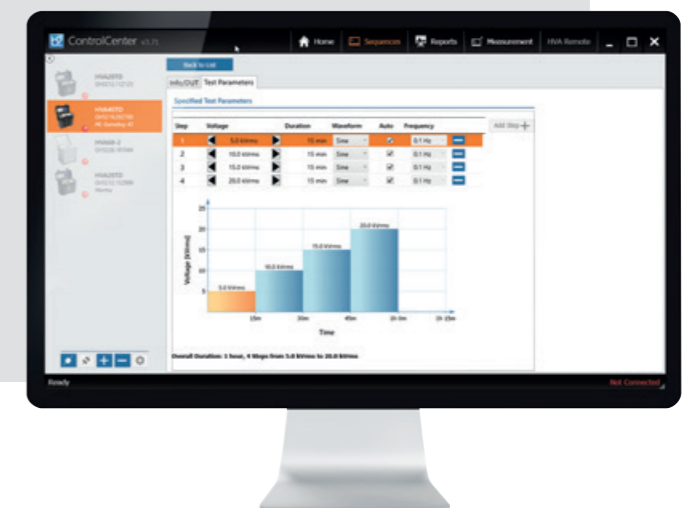 ControlCenter v3.71
Home
Sequences
Reports
Measurement
HVA Remote
Back to List
Info/DUT
Test Parameters
Specified Test Parameters
Step Voltage Duration Waveform Auto Frequency
Add Step
1 5.0 kVrms 15 min Sine 0.1 Hz
2 10.0 kVrms 15 min Sine 0.1 Hz
3 15.0 kVrms 15 min Sine 0.1 Hz
4 20.0 kVrms 15 min Sine 0.1 Hz
Voltage [kVrms]
25
20
15
10
5
5.0 kVrms
10.0 kVrms
15.0 kVrms
20.0 kVrms
15m
30m
45m
1h 0m
1h 15m
Time
Overall Duration: 1 hour, 4 Steps from 5.0 kVrms to 20.0 kVrms
Ready
Not Connected